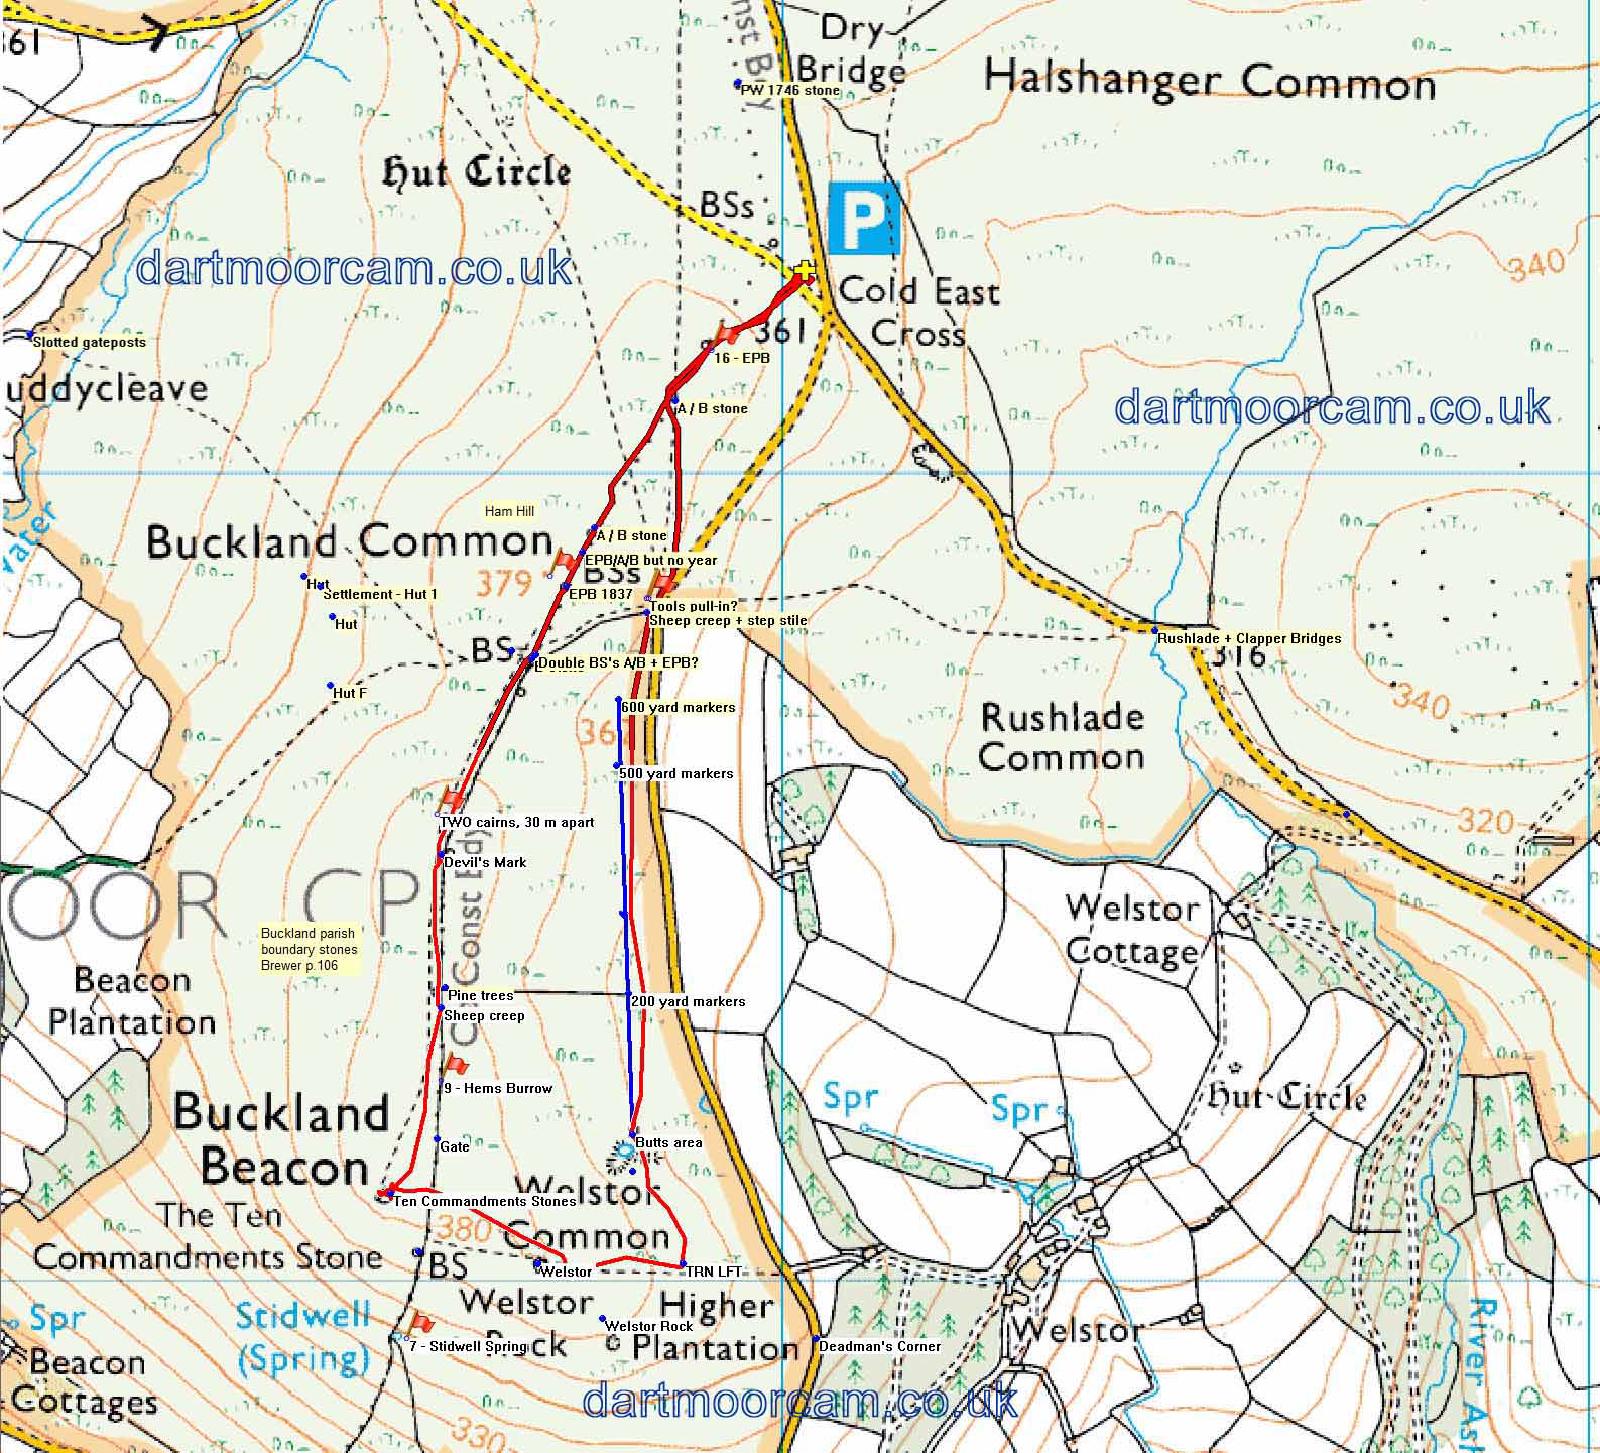 361
Dry
Bridge
PW 1746 stone
Halshanger Common
Hut Circle
BSs
P
dartmoorcam.co.uk
340
Cold East
Cross
361
16 - EPB
Slotted gateposts
uddycleave
A / B stone
dartmoorcam.co.uk
Ham Hill
Buckland Common
A / B stone
EPB/A/B but no year
BSs
379
EPB 1837
Hut
Settlement - Hut 1
Hut
Tools pull-in?
Sheep creep + step stile
Rushlade + Clapper Bridges
316
BS
Double BS's A/B + EPB?
Hut F
600 yard markers
340
Rushlade
Common
500 yard markers
TWO cairns, 30 m apart
320
Devil's Mark
OOR CP
Const
Welstor
Cottage
Buckland parish
boundary stones
Brewer p.106
Beacon
Plantation
Pine trees
200 yard markers
Sheep creep
9 - Hems Burrow
Spr
Spr
Hut Circle
Buckland
Beacon
Gate
Butts area
Ten Commandments Stones
Welstor
Common
The Ten
Commandments Stone
380
BS
Welstor
TRN LFT
Spr
Stidwell
(Spring)
Welstor
Rock
Higher
Plantation
Welstor Rock
7 - Stidwell Spring
Deadman's Corner
Welstor
Beacon
Cottages
dartmoorcam.co.uk
330
River